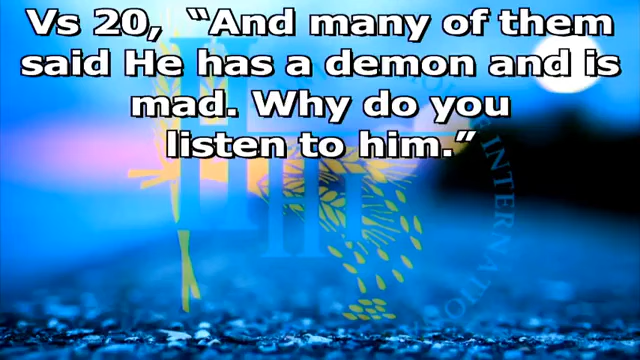 Vs 20, “And many of them
said He has a demon and is
mad. Why do you
listen to him.”
INTERNATIO